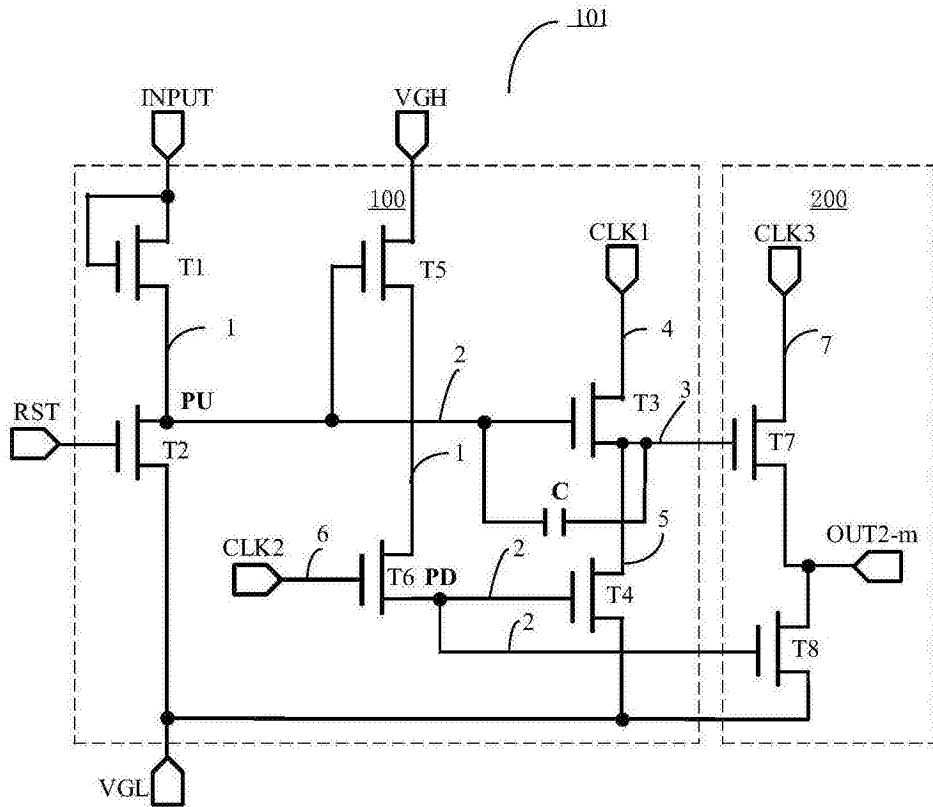 101
INPUT
VGH
100
200
CLK1
CLK3
T1
T5
1
2
4
7
RST
PU
T2
T3
3
T7
1
C
CLK2
6
T6
PD
2
5
OUT2-m
T4
2
T8
VGL